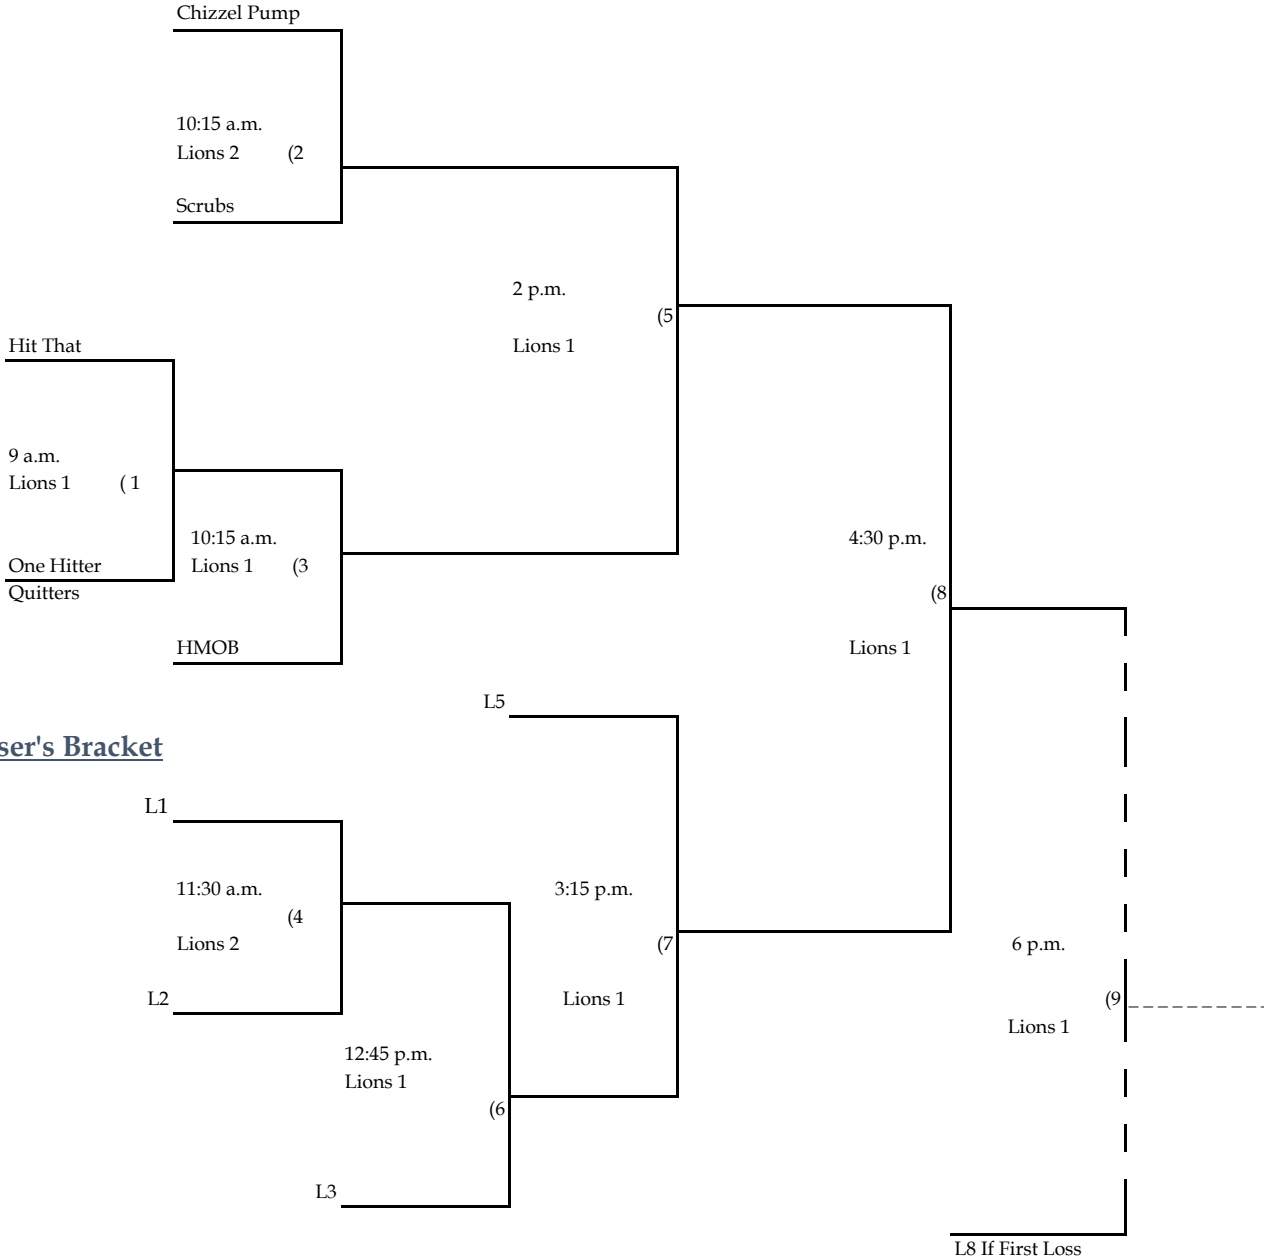 Chizzel Pump
10:15 a.m.
Lions 2 (2
Scrubs
2 p.m.
(5
Lions 1
Hit That
9 a.m.
Lions 1 ( 1
10:15 a.m.
Lions 1 (3
One Hitter
Quitters
HMOB
4:30 p.m.
(8
Lions 1
L5
ser's Bracket
L1
11:30 a.m.
(4
Lions 2
L2
3:15 p.m.
(7
Lions 1
12:45 p.m.
Lions 1
(6
L3
6 p.m.
(9
Lions 1
L8 If First Loss